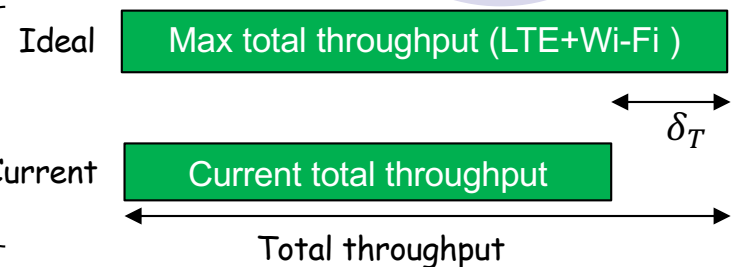 Ideal Max total throughput (LTE+Wi-Fi )
δ_T
Current Current total throughput
Total throughput